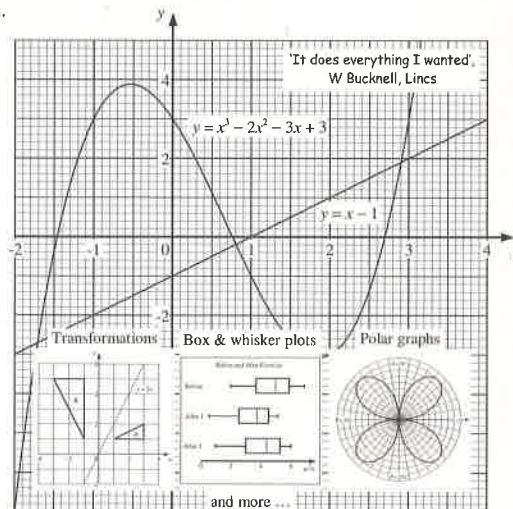 y
'It does everything I wanted'.
W Bucknell, Lincs
4
y = x³ − 2x² − 3x + 3
2
y = x − 1
-2 -1 0 1 2 3 4
-2
Transformations
Box & whisker plots
Polar graphs
and more ...